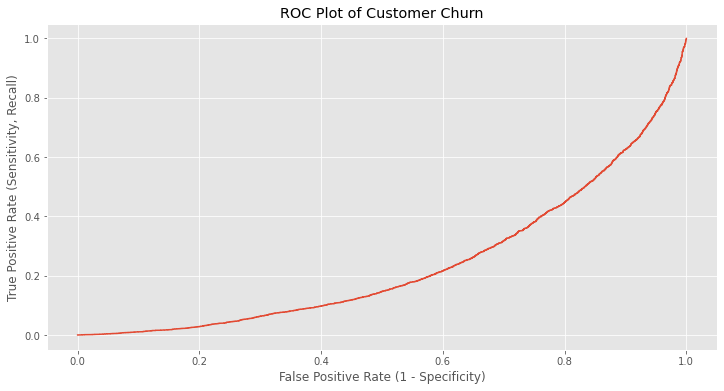 ROC Plot of Customer Churn
True Positive Rate (Sensitivity, Recall)
1.0
0.8
0.6
0.4
0.2
0.0
0.0 0.2 0.4 0.6 0.8 1.0
False Positive Rate (1 - Specificity)